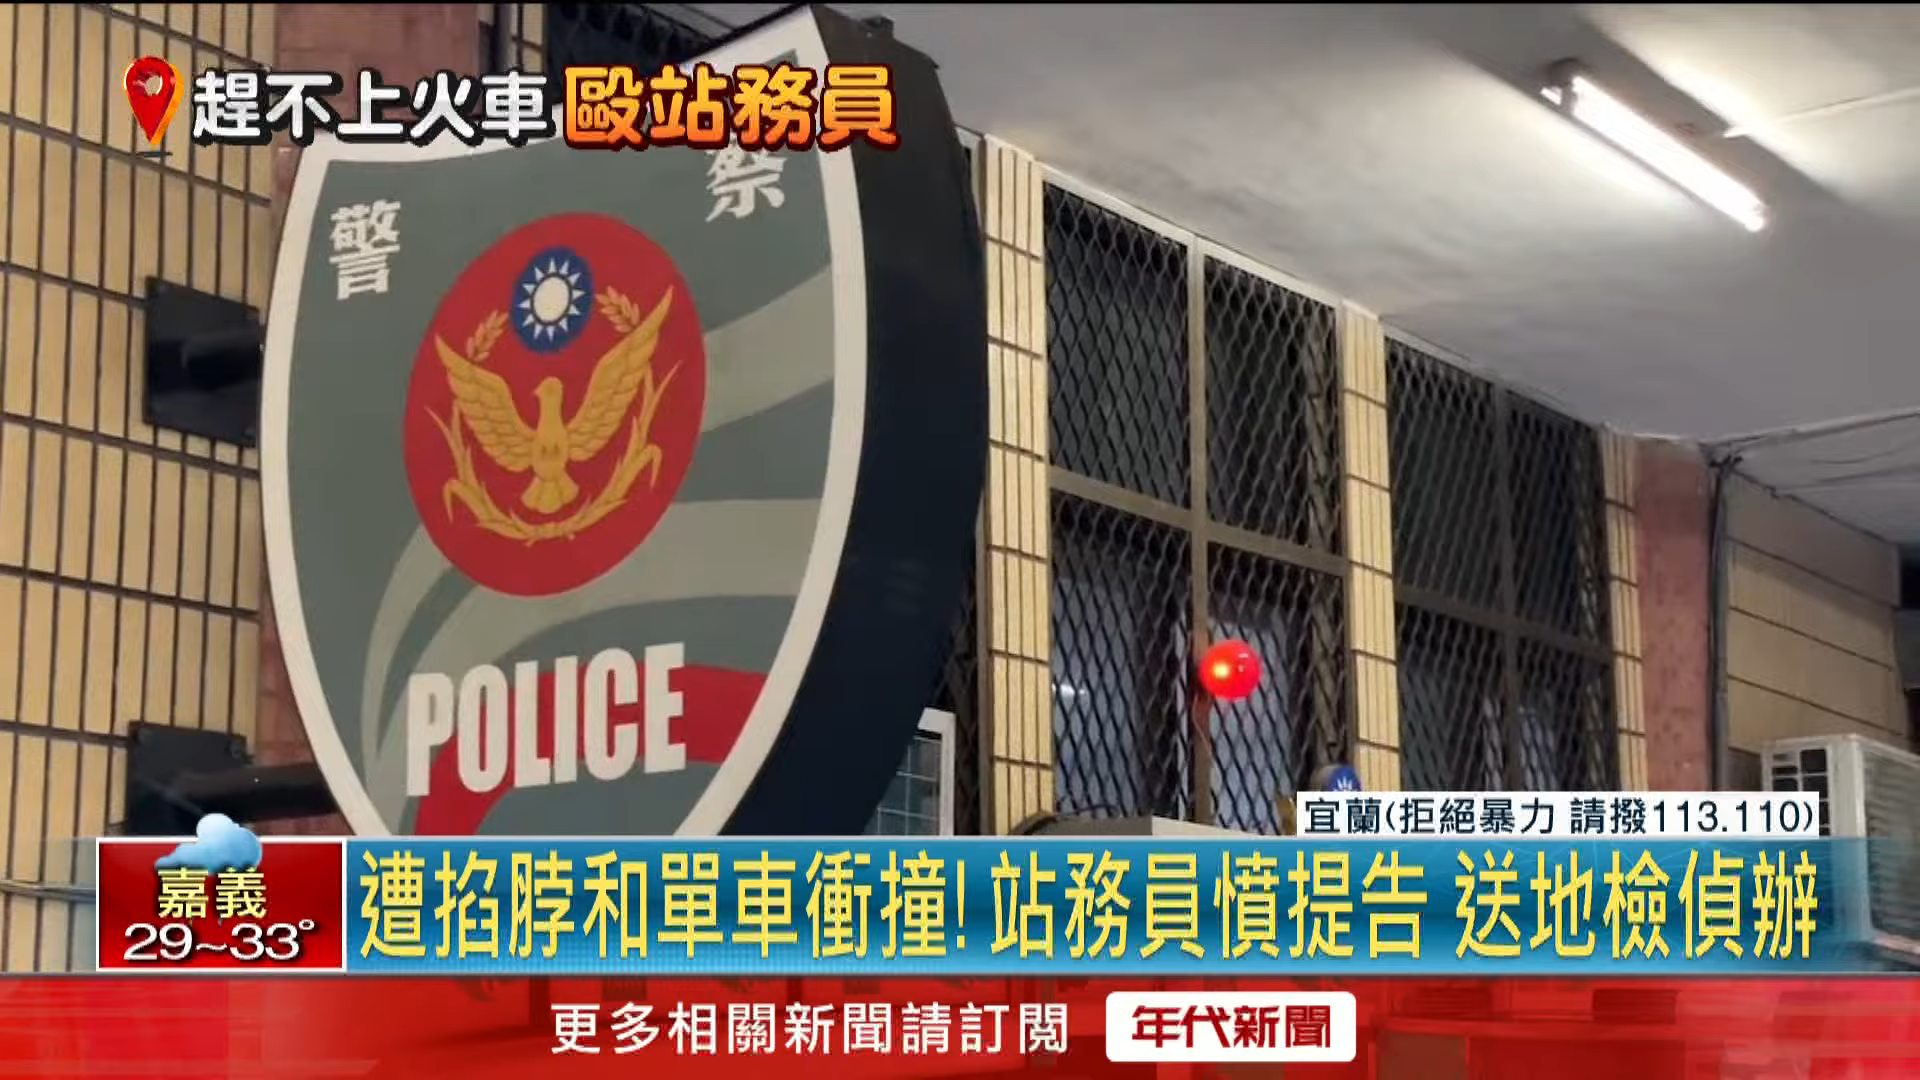 趕不上火車 毆站務員
警察
POLICE
宜蘭(拒絕暴力 請撥113.110)
嘉義
29~33°
遭掐脖和單車衝撞! 站務員憤提告 送地檢偵辦
更多相關新聞請訂閱 年代新聞